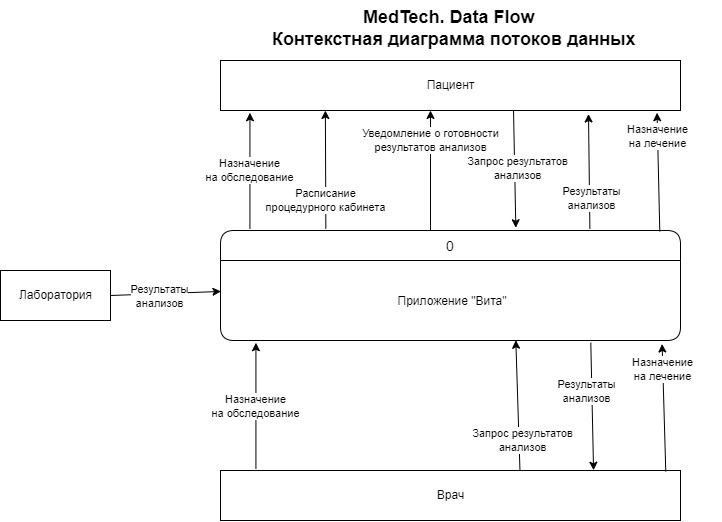 MedTech. Data Flow
Контекстная диаграмма потоков данных
Пациент
Назначение
на обследование
Расписание
процедурного кабинета
Уведомление о готовности
результатов анализов
Запрос результатов
анализов
Результаты
анализов
Назначение
на лечение
0
Приложение "Вита"
Лаборатория
Результаты
анализов
Назначение
на обследование
Запрос результатов
анализов
Результаты
анализов
Назначение
на лечение
Врач